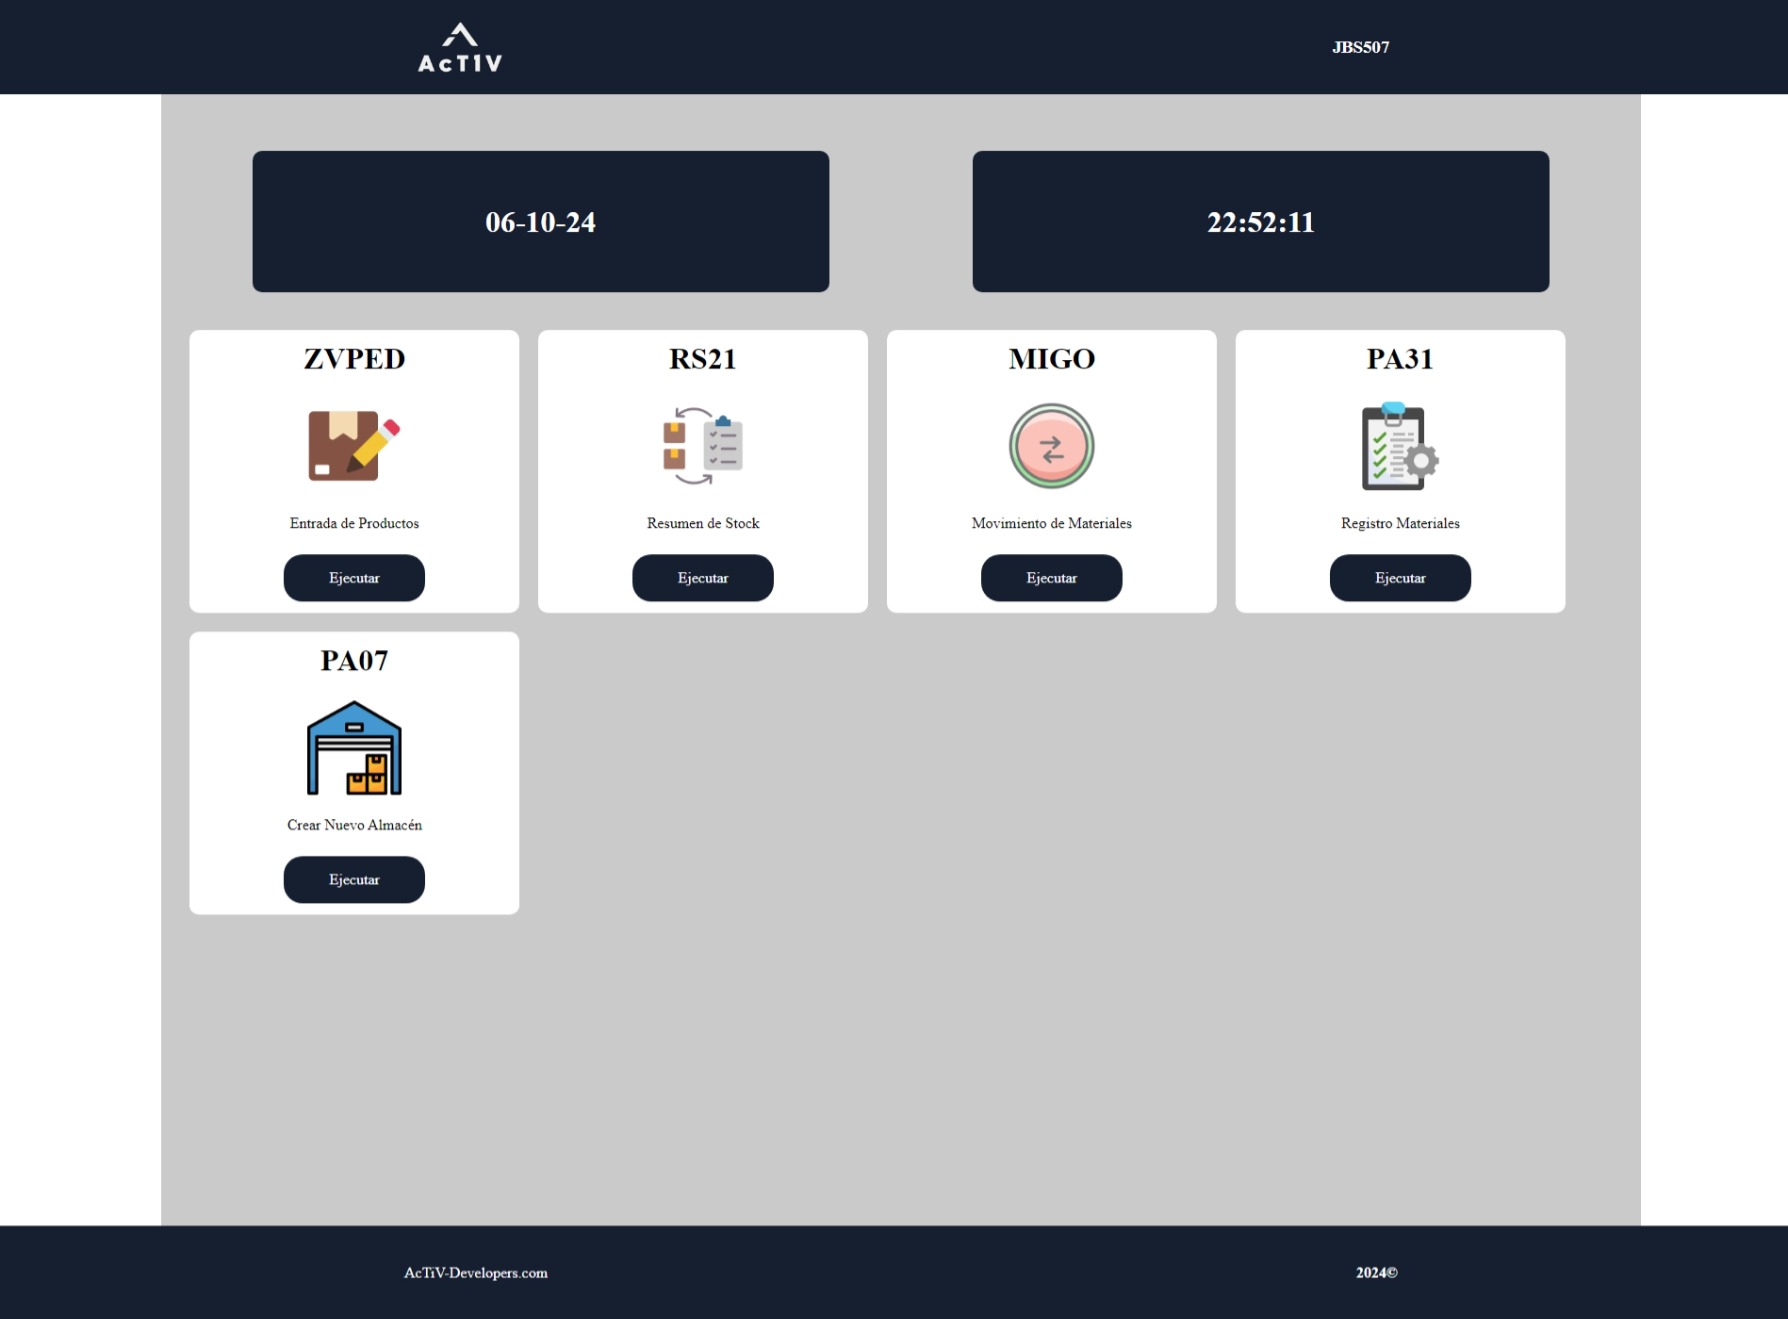 AcT1V
JBS507
06-10-24
22:52:11
ZVPED
Entrada de Productos
Ejecutar
RS21
Resumen de Stock
Ejecutar
MIGO
Movimiento de Materiales
Ejecutar
PA31
Registro Materiales
Ejecutar
PA07
Crear Nuevo Almacén
Ejecutar
AcTiV-Developers.com
2024©